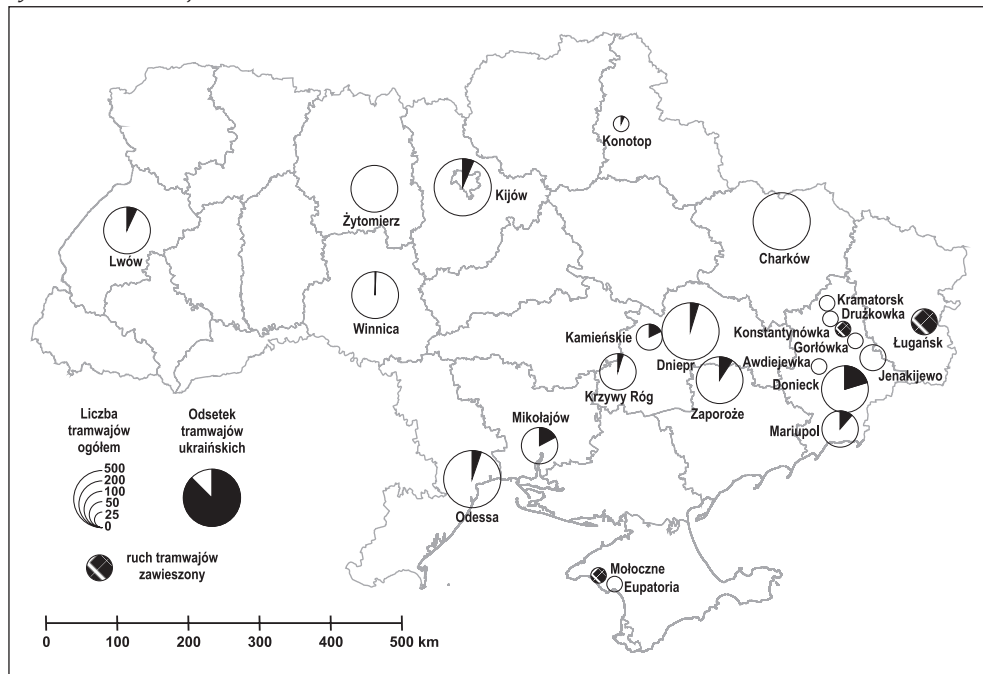 Konotop
Kijów
Żytomierz
Lwów
Charków
Winnica
Kramatorsk
Drużkowka
Konstantynówka
Gorłówka
Ługańsk
Kamieńskie
Dniepr
Awdiejewka
Jenakijewo
Donieck
Krzywy Róg
Zaporoże
Mikołajów
Mariupol
Odessa
Liczba
tramwajów
ogółem
500
200
100
50
25
0
Odsetek
tramwajów
ukraińskich
ruch tramwajów
zawieszony
Mołoczne
Eupatoria
0 100 200 300 400 500 km